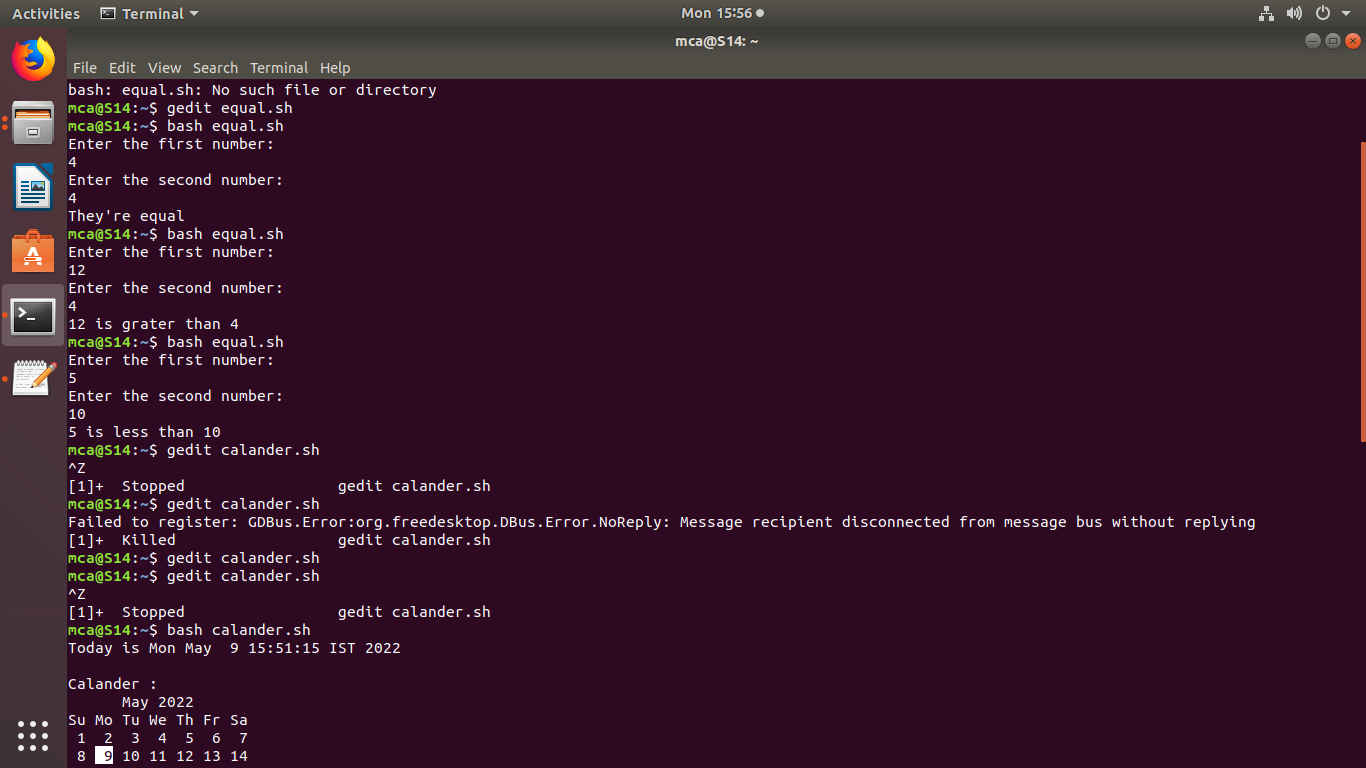 Activities Terminal Mon 15:56
mca@S14: ~
File Edit View Search Terminal Help
bash: equal.sh: No such file or directory
mca@S14:~$ gedit equal.sh
mca@S14:~$ bash equal.sh
Enter the first number:
4
Enter the second number:
4
They're equal
mca@S14:~$ bash equal.sh
Enter the first number:
12
Enter the second number:
4
12 is grater than 4
mca@S14:~$ bash equal.sh
Enter the first number:
5
Enter the second number:
10
5 is less than 10
mca@S14:~$ gedit calander.sh
^Z
[1]+  Stopped                 gedit calander.sh
mca@S14:~$ gedit calander.sh
Failed to register: GDBus.Error:org.freedesktop.DBus.Error.NoReply: Message recipient disconnected from message bus without replying
[1]+  Killed                  gedit calander.sh
mca@S14:~$ gedit calander.sh
mca@S14:~$ gedit calander.sh
^Z
[1]+  Stopped                 gedit calander.sh
mca@S14:~$ bash calander.sh
Today is Mon May  9 15:51:15 IST 2022
Calander :
      May 2022
Su Mo Tu We Th Fr Sa
 1  2  3  4  5  6  7
 8  9 10 11 12 13 14